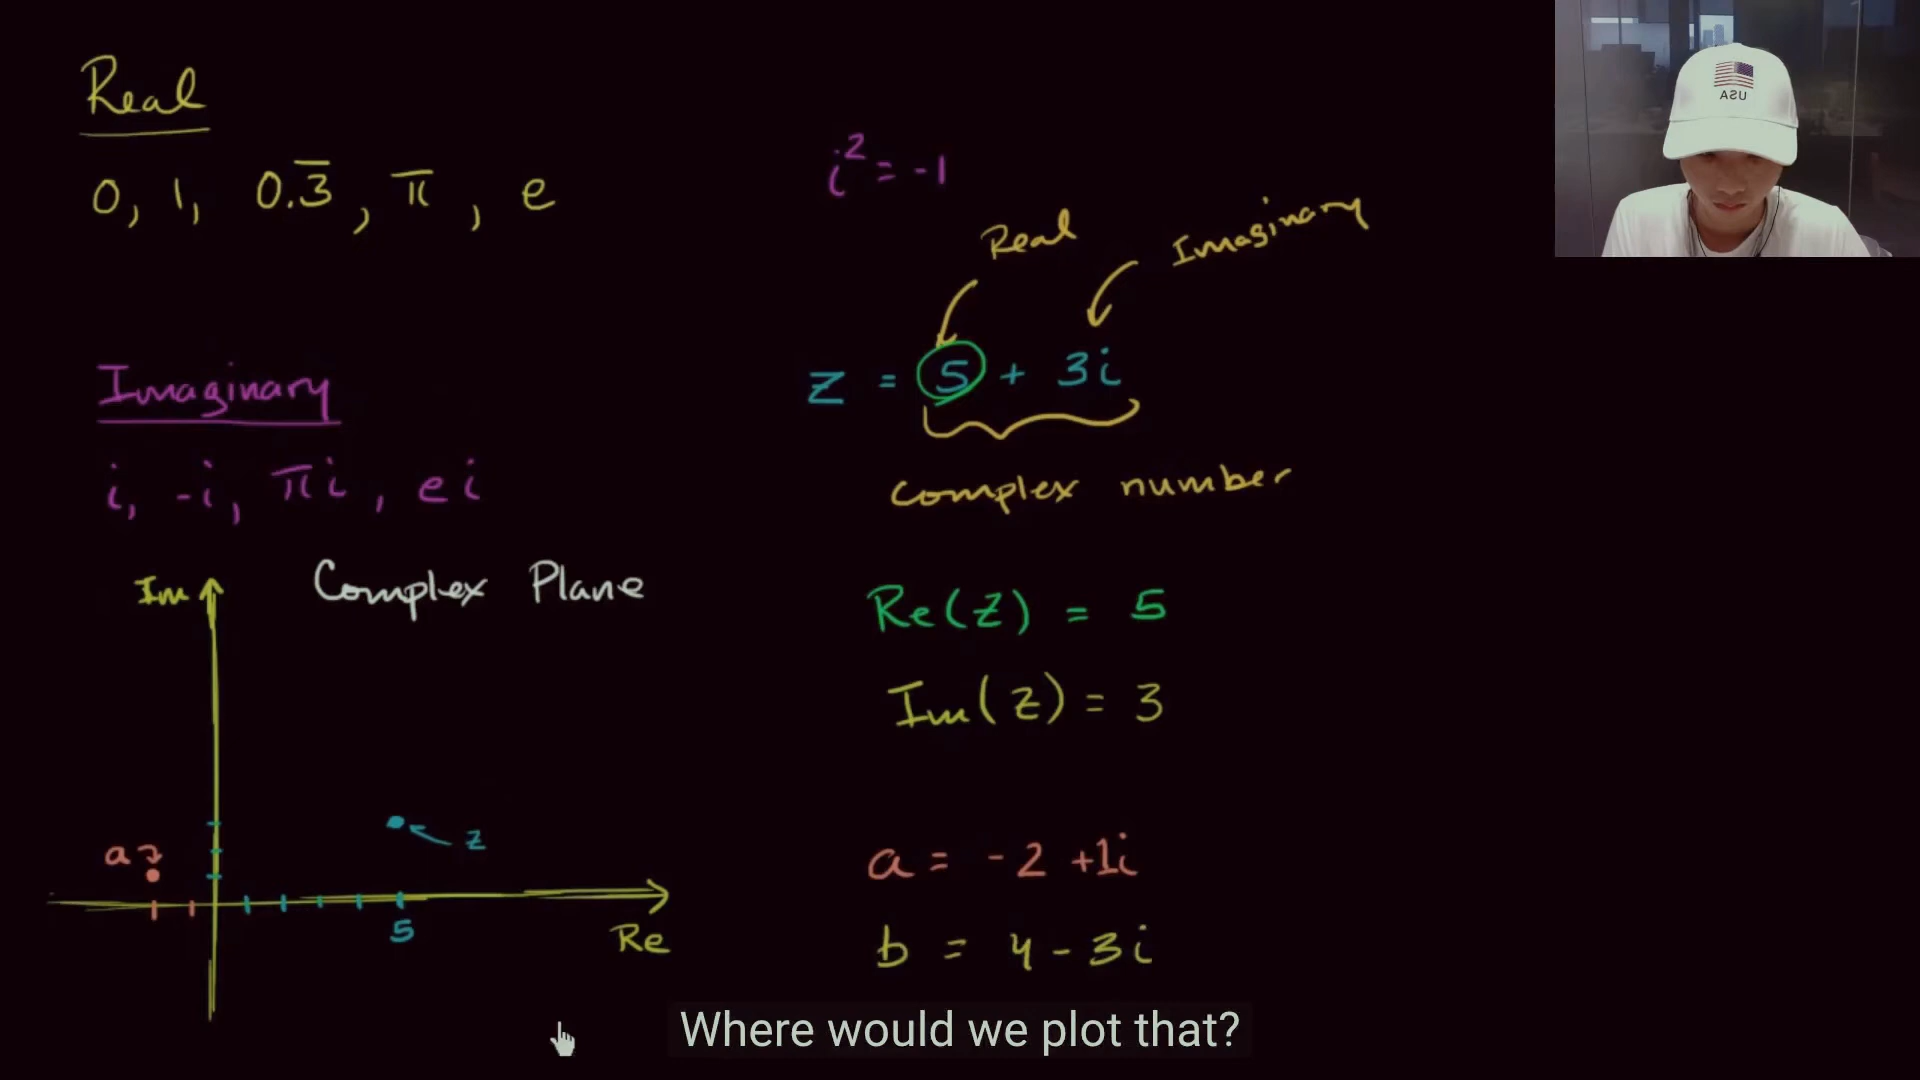 Real
0, 1, 0.3̅, π, e
Imaginary
i, -i, πi, ei
Im
Complex Plane
a
z
5
Re
i² = -1
Real
Imaginary
z = 5 + 3i
complex number
Re(z) = 5
Im(z) = 3
a = -2 +1i
b = 4 - 3i
USA
Where would we plot that?